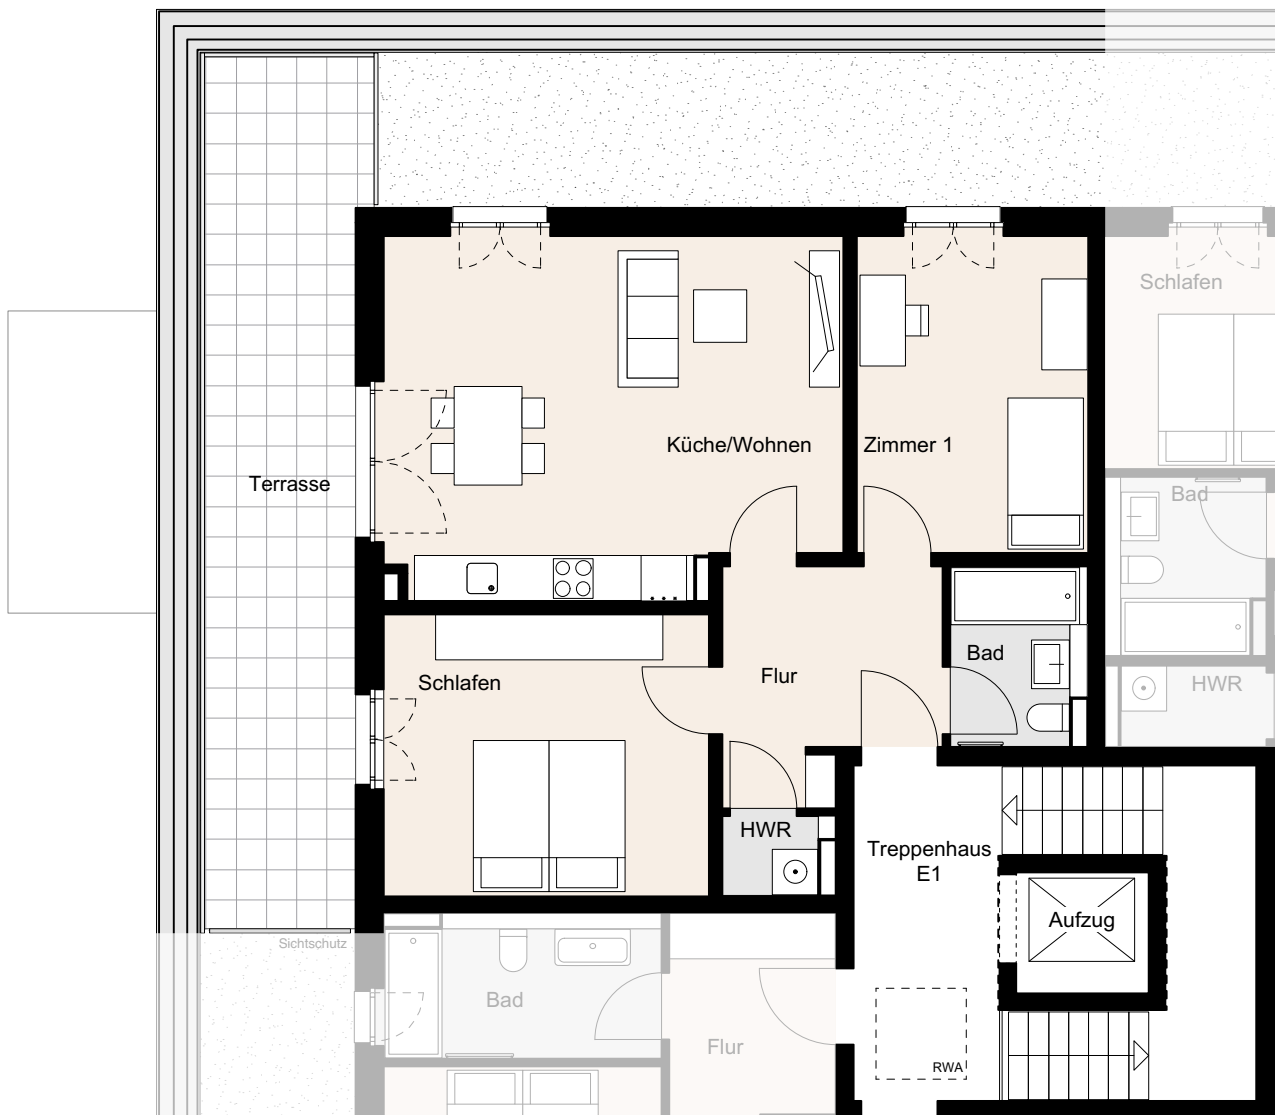 Schlafen
Küche/Wohnen
Zimmer 1
Terrasse
Bad
Bad
Flur
Schlafen
HWR
HWR
Treppenhaus
E1
Aufzug
Sichtschutz
Bad
Flur
RWA